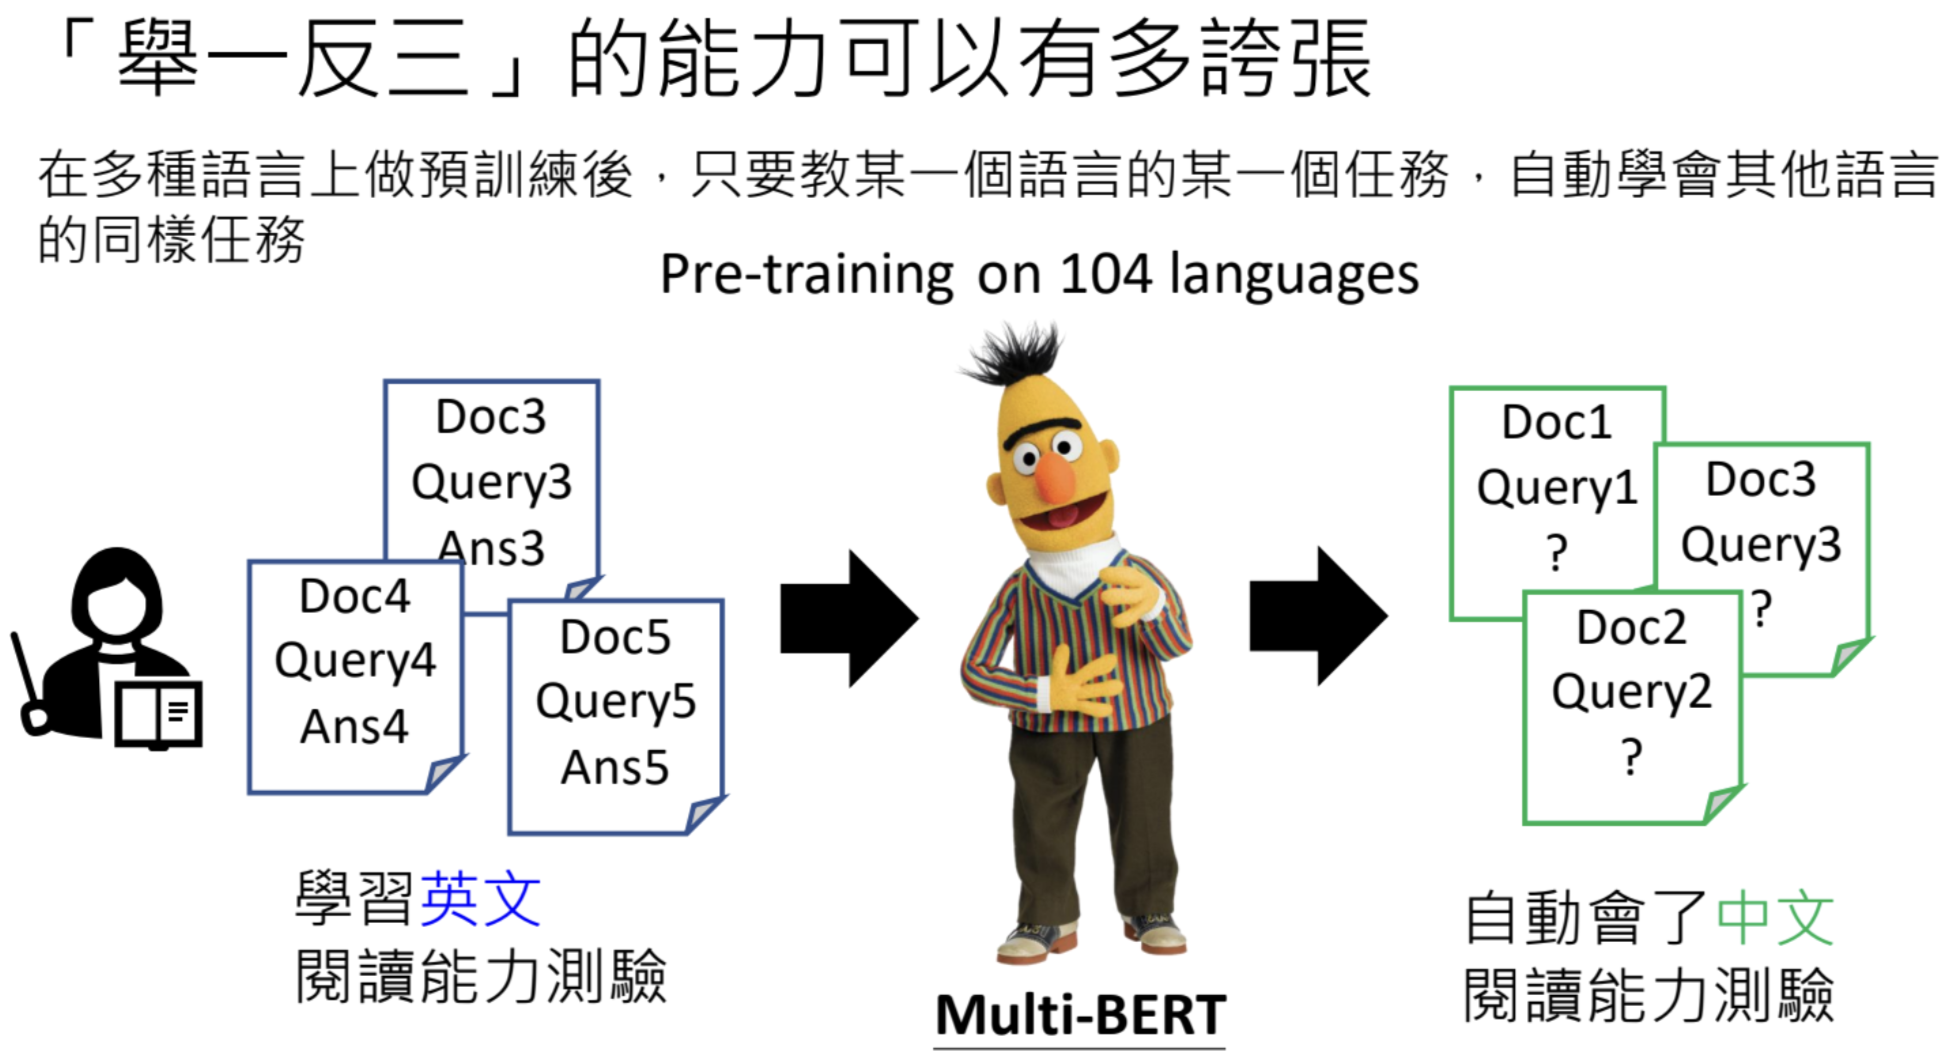 「舉一反三」的能力可以有多誇張
在多種語言上做預訓練後，只要教某一個語言的某一個任務，自動學會其他語言
的同樣任務
Pre-training on 104 languages
Doc3
Query3
Ans3
Doc4
Query4
Ans4
Doc5
Query5
Ans5
學習英文
閱讀能力測驗
Multi-BERT
Doc1
Query1
?
Doc3
Query3
?
Doc2
Query2
?
自動會了中文
閱讀能力測驗